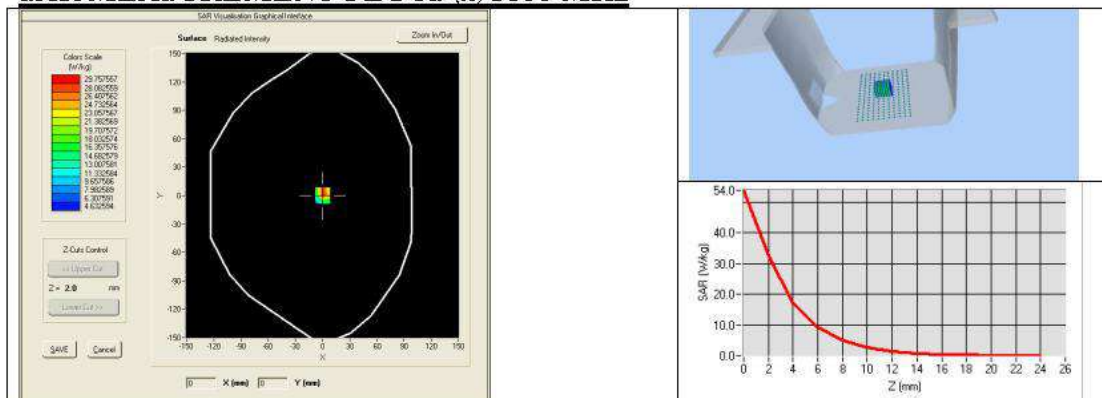 SAR Visualisation Graphical Interface
Surface Radiated Intensity
Zoom In/Out
Colors Scale
(W/kg)
29.757557
28.082559
26.407562
24.732564
23.057567
21.382569
19.707572
18.032574
16.357576
14.682579
13.007581
11.332584
9.657586
7.982589
6.307591
4.632594
Z-Cuts Control
<< Upper Cut
Z = 2.0 mm
Lower Cut >>
SAVE Cancel
150
120
60
30
0
-30
-60
-90
-120
-150
Y
-150 -120 -90 -60 -30 0 30 60 90 120 150
X
0 X (mm) 0 Y (mm)
54.0
40.0
30.0
20.0
10.0
0.0
SAR (W/kg)
0 2 4 6 8 10 12 14 16 18 20 22 24 26
Z (mm)